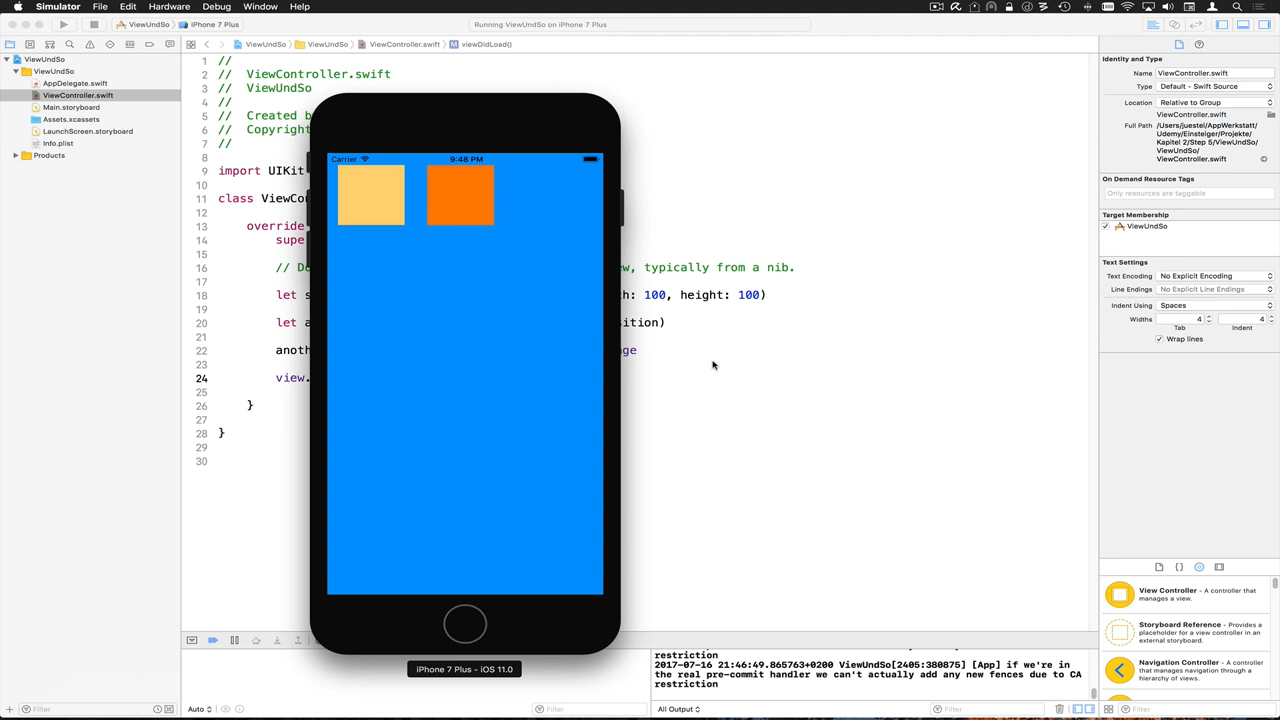 Simulator File Edit Hardware Debug Window Help
ViewUndSo iPhone 7 Plus Running ViewUndSo on iPhone 7 Plus
ViewUndSo ViewUndSo ViewController.swift viewDidLoad()
ViewUndSo
ViewUndSo
AppDelegate.swift
ViewController.swift
Main.storyboard
Assets.xcassets
LaunchScreen.storyboard
Info.plist
Products
Filter
1 //
2 // ViewController.swift
3 // ViewUndSo
4 //
5 // Created b
6 // Copyright
7 //
8
9 import UIKit
10
11 class ViewCon
12
13 override
14 supe
15
16 // Do ew, typically from a nib.
17
18 let s th: 100, height: 100)
19
20 let a sition)
21
22 anoth ge
23
24 view.
25
26 }
27
28 }
29
30
Carrier 9:48 PM
iPhone 7 Plus - iOS 11.0
Auto Filter
restriction
2017-07-16 21:46:49.865763+0200 ViewUndSo[2405:380875] [App] if we're in
the real pre-commit handler we can't actually add any new fences due to CA
restriction
All Output Filter
Identity and Type
Name ViewController.swift
Type Default - Swift Source
Location Relative to Group
ViewController.swift
Full Path /Users/juestel/AppWerkstatt/
Udemy/Einsteiger/Projekte/
Kapitel 2/Step 5/ViewUndSo/
ViewUndSo/
ViewController.swift
On Demand Resource Tags
Only resources are taggable
Target Membership
ViewUndSo
Text Settings
Text Encoding No Explicit Encoding
Line Endings No Explicit Line Endings
Indent Using Spaces
Widths 4 4
Tab Indent
Wrap lines
View Controller - A controller that
manages a view.
Storyboard Reference - Provides a
placeholder for a view controller in an
external storyboard.
Navigation Controller - A controller
that manages navigation through a
hierarchy of views.
Filter